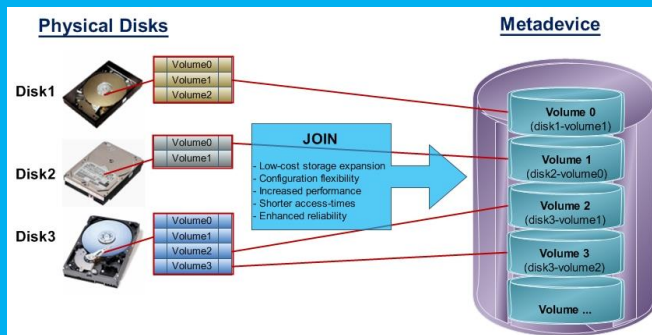 Physical Disks
Metadevice
Disk1
Volume0
Volume1
Volume2
Disk2
Volume0
Volume1
Disk3
Volume0
Volume1
Volume2
Volume3
JOIN
- Low-cost storage expansion
- Configuration flexibility
- Increased performance
- Shorter access-times
- Enhanced reliability
Volume 0
(disk1-volume1)
Volume 1
(disk2-volume0)
Volume 2
(disk3-volume1)
Volume 3
(disk3-volume2)
Volume ...